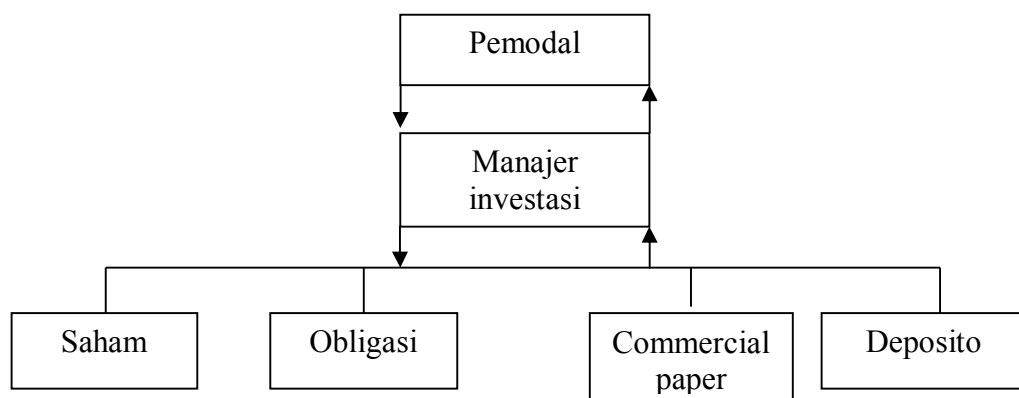 Pemodal
Manajer
investasi
Saham
Obligasi
Commercial
paper
Deposito